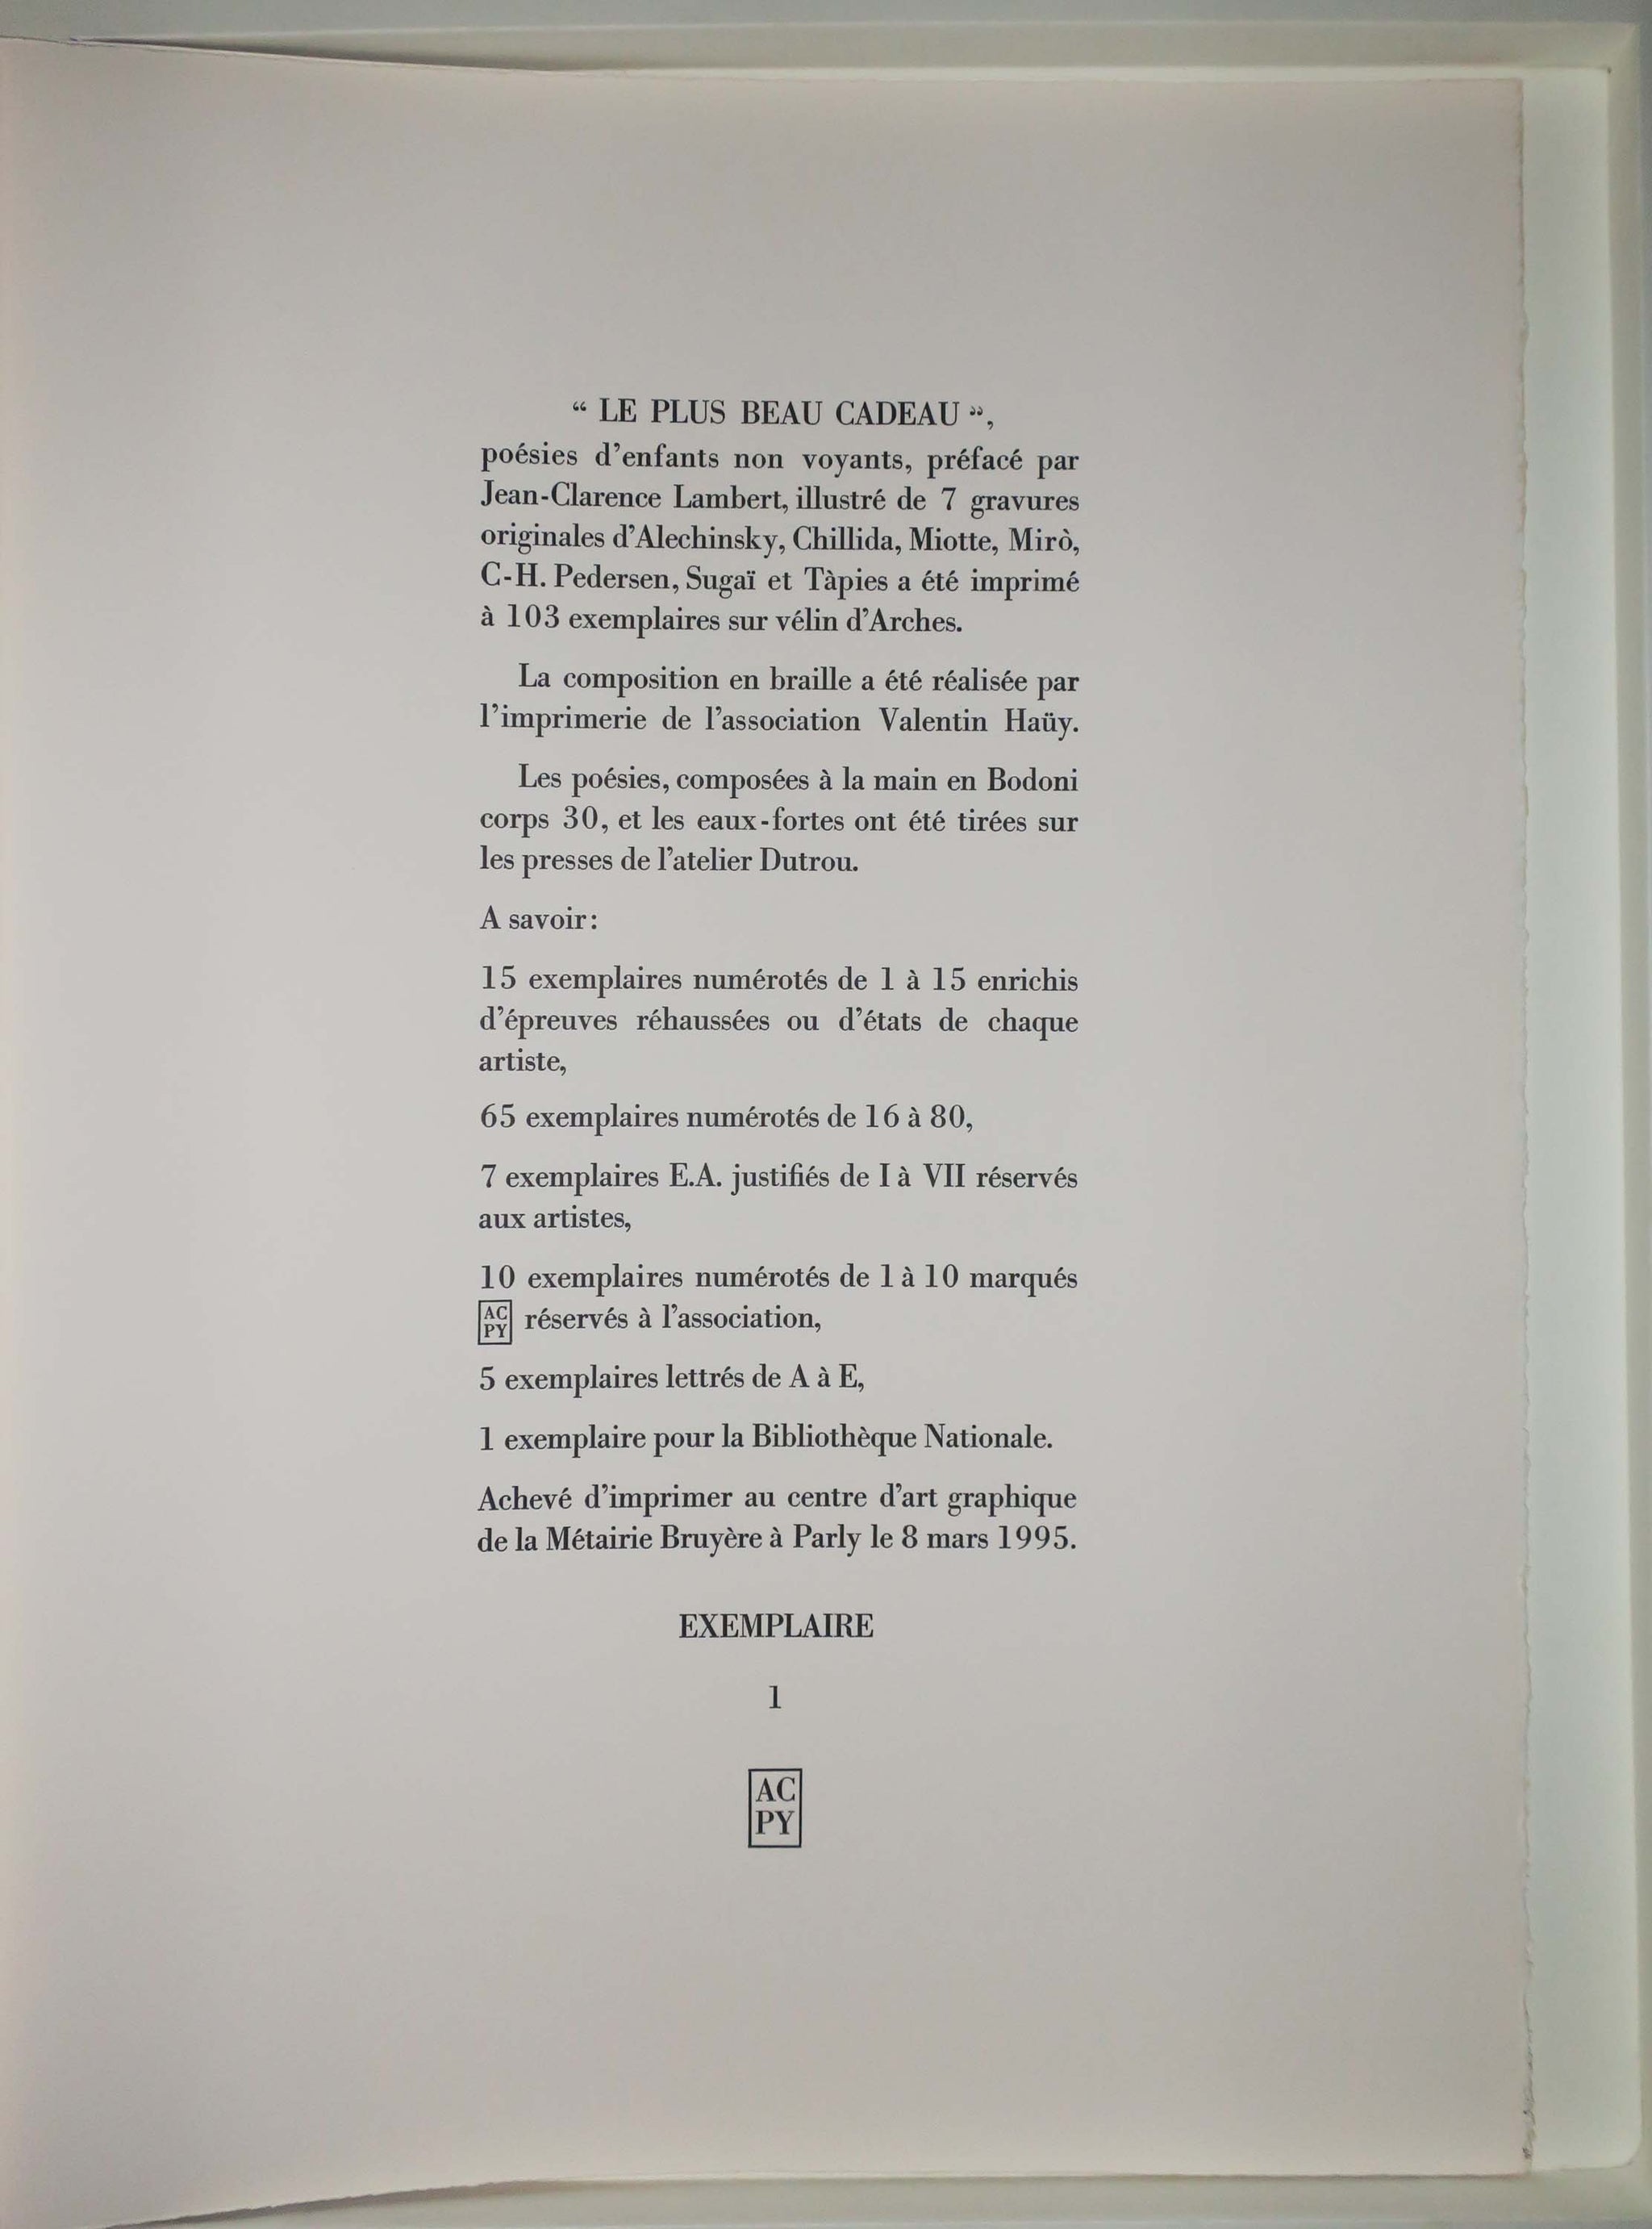 “ LE PLUS BEAU CADEAU ”,
poésies d’enfants non voyants, préfacé par
Jean-Clarence Lambert, illustré de 7 gravures
originales d’Alechinsky, Chillida, Miotte, Mirò,
C-H. Pedersen, Sugaï et Tàpies a été imprimé
à 103 exemplaires sur vélin d’Arches.
La composition en braille a été réalisée par
l’imprimerie de l’association Valentin Haüy.
Les poésies, composées à la main en Bodoni
corps 30, et les eaux-fortes ont été tirées sur
les presses de l’atelier Dutrou.
A savoir:
15 exemplaires numérotés de 1 à 15 enrichis
d’épreuves réhaussées ou d’états de chaque
artiste,
65 exemplaires numérotés de 16 à 80,
7 exemplaires E.A. justifiés de I à VII réservés
aux artistes,
10 exemplaires numérotés de 1 à 10 marqués
AC PY réservés à l’association,
5 exemplaires lettrés de A à E,
1 exemplaire pour la Bibliothèque Nationale.
Achevé d’imprimer au centre d’art graphique
de la Métairie Bruyère à Parly le 8 mars 1995.
EXEMPLAIRE
1
AC
PY